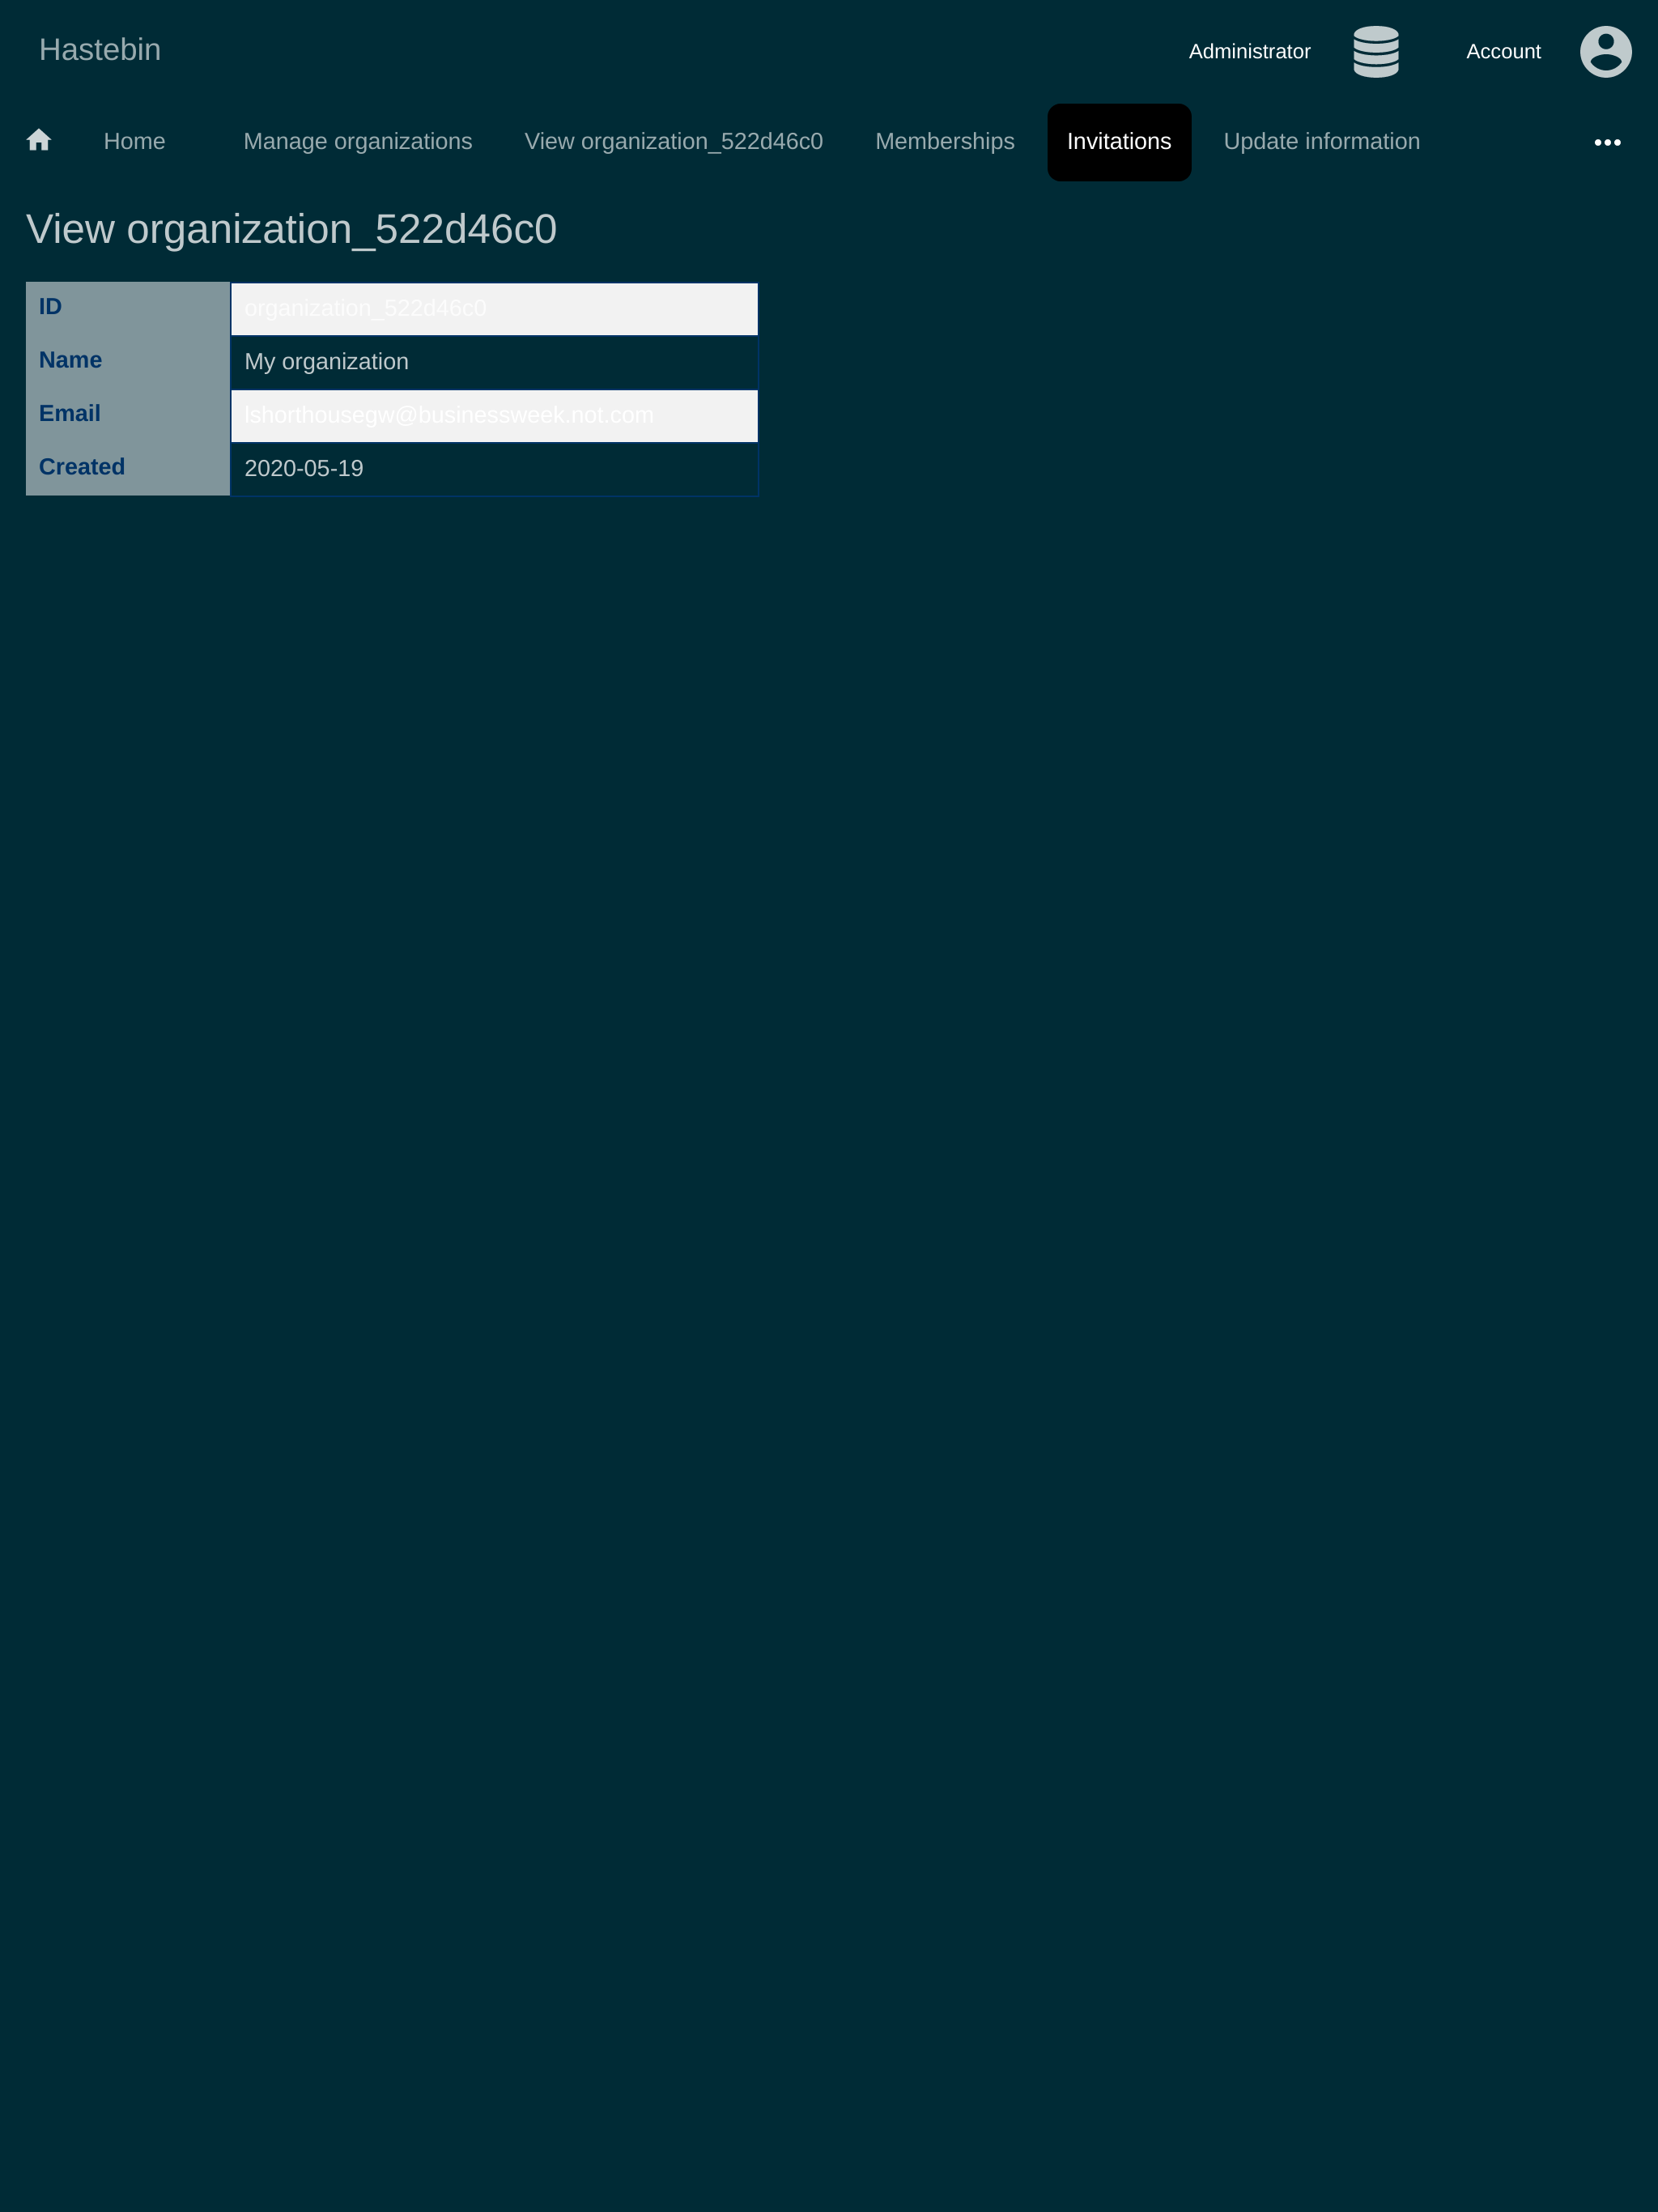 Hastebin
Administrator
Account
Home
Manage organizations
View organization_522d46c0
Memberships
Invitations
Update information
View organization_522d46c0
ID organization_522d46c0
Name My organization
Email lshorthousegw@businessweek.not.com
Created 2020-05-19